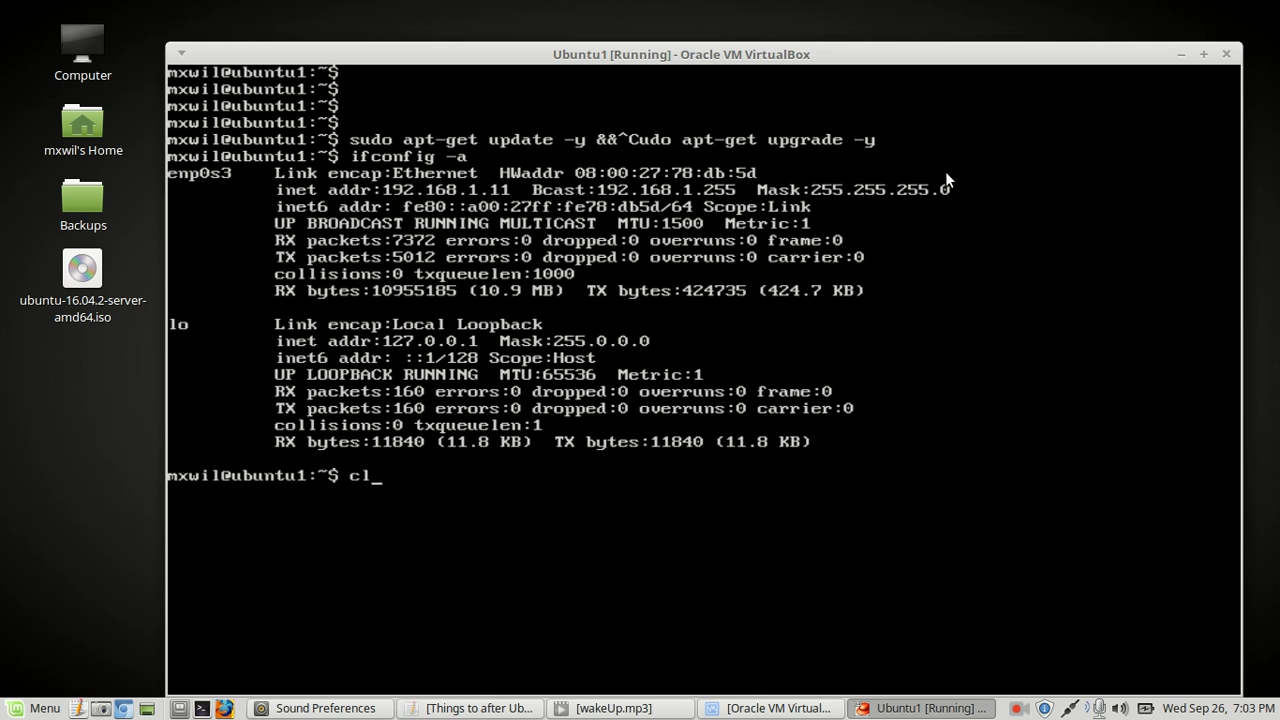 Computer
mxwil's Home
Backups
ubuntu-16.04.2-server-
amd64.iso
Ubuntu1 [Running] - Oracle VM VirtualBox
mxwil@ubuntu1:~$
mxwil@ubuntu1:~$
mxwil@ubuntu1:~$
mxwil@ubuntu1:~$
mxwil@ubuntu1:~$ sudo apt-get update -y &&^Cudo apt-get upgrade -y
mxwil@ubuntu1:~$ ifconfig -a
enp0s3    Link encap:Ethernet  HWaddr 08:00:27:78:db:5d
          inet addr:192.168.1.11  Bcast:192.168.1.255  Mask:255.255.255.0
          inet6 addr: fe80::a00:27ff:fe78:db5d/64 Scope:Link
          UP BROADCAST RUNNING MULTICAST  MTU:1500  Metric:1
          RX packets:7372 errors:0 dropped:0 overruns:0 frame:0
          TX packets:5012 errors:0 dropped:0 overruns:0 carrier:0
          collisions:0 txqueuelen:1000
          RX bytes:10955185 (10.9 MB)  TX bytes:424735 (424.7 KB)
lo        Link encap:Local Loopback
          inet addr:127.0.0.1  Mask:255.0.0.0
          inet6 addr: ::1/128 Scope:Host
          UP LOOPBACK RUNNING  MTU:65536  Metric:1
          RX packets:160 errors:0 dropped:0 overruns:0 frame:0
          TX packets:160 errors:0 dropped:0 overruns:0 carrier:0
          collisions:0 txqueuelen:1
          RX bytes:11840 (11.8 KB)  TX bytes:11840 (11.8 KB)
mxwil@ubuntu1:~$ cl_
Menu
Sound Preferences
[Things to after Ub...
[wakeUp.mp3]
[Oracle VM Virtual...
Ubuntu1 [Running] ...
Wed Sep 26, 7:03 PM